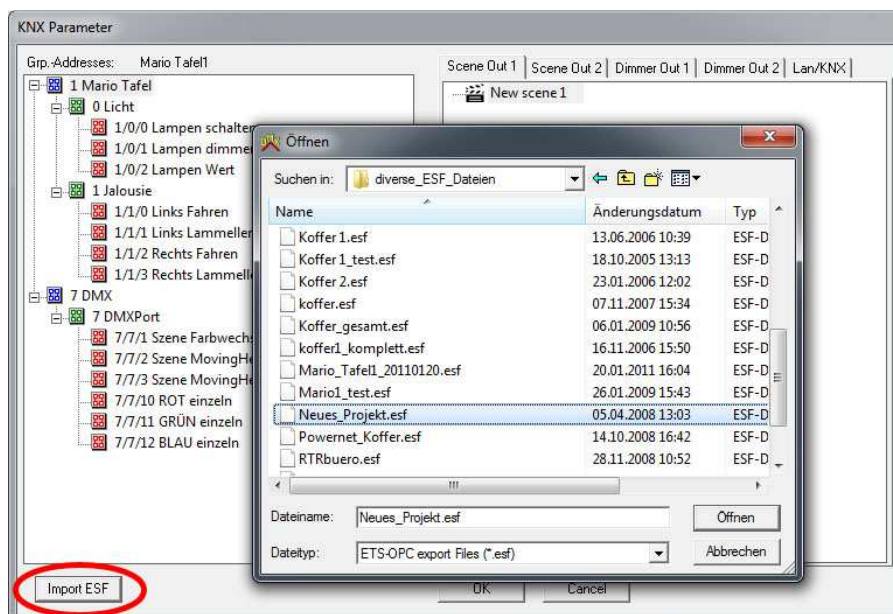 KNX Parameter
Grp.-Addresses: Mario Tafel1
1 Mario Tafel
0 Licht
1/0/0 Lampen schalten
1/0/1 Lampen dimme
1/0/2 Lampen Wert
1 Jalousie
1/1/0 Links Fahren
1/1/1 Links Lammeller
1/1/2 Rechts Fahren
1/1/3 Rechts Lammelle
7 DMX
7 DMXPort
7/7/1 Szene Farbwechs
7/7/2 Szene MovingHe
7/7/3 Szene MovingHe
7/7/10 ROT einzeln
7/7/11 GRÜN einzeln
7/7/12 BLAU einzeln
Import ESF
Scene Out 1 Scene Out 2 Dimmer Out 1 Dimmer Out 2 Lan/KNX
New scene 1
Öffnen
Suchen in: diverse_ESF_Dateien
Name Änderungsdatum Typ
Koffer 1.esf 13.06.2006 10:39 ESF-D
Koffer 1_test.esf 18.10.2005 13:13 ESF-D
Koffer 2.esf 23.01.2006 12:02 ESF-D
koffer.esf 07.11.2007 15:34 ESF-D
Koffer_gesamt.esf 06.01.2009 10:56 ESF-D
koffer1_komplett.esf 16.11.2006 15:50 ESF-D
Mario_Tafel1_20110120.esf 20.01.2011 16:04 ESF-D
Mario1_test.esf 26.01.2009 15:43 ESF-D
Neues_Projekt.esf 05.04.2008 13:03 ESF-D
Powernet_Koffer.esf 14.10.2008 16:42 ESF-D
RTRbuero.esf 28.11.2008 10:52 ESF-D
Dateiname: Neues_Projekt.esf Öffnen
Dateityp: ETS-OPC export Files (*.esf) Abbrechen
OK Cancel